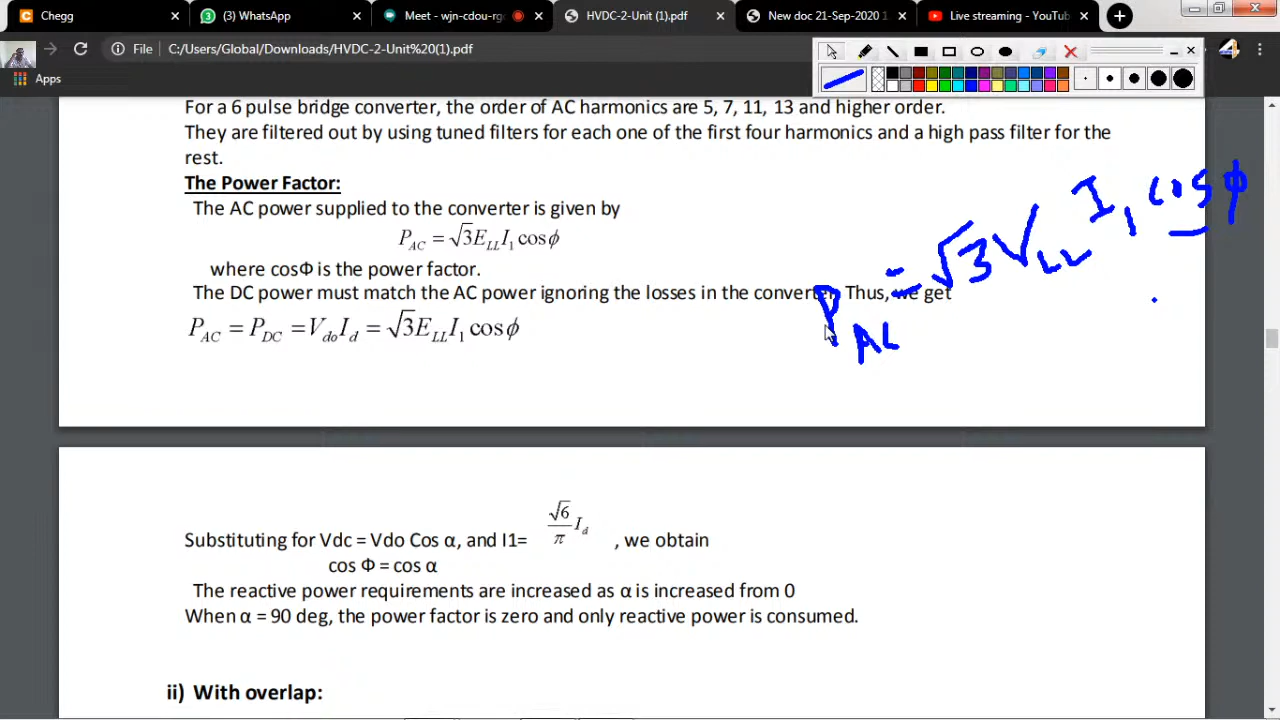 Chegg
(3) WhatsApp
Meet - wjn-cdou-rg
HVDC-2-Unit (1).pdf
New doc 21-Sep-2020 1
Live streaming - YouTu
File C:/Users/Global/Downloads/HVDC-2-Unit%20(1).pdf
Apps
For a 6 pulse bridge converter, the order of AC harmonics are 5, 7, 11, 13 and higher order.
They are filtered out by using tuned filters for each one of the first four harmonics and a high pass filter for the
rest.
The Power Factor:
The AC power supplied to the converter is given by
P_AC = √3E_LL I_1 cosϕ
where cosΦ is the power factor.
The DC power must match the AC power ignoring the losses in the converter. Thus, we get
P_AC = P_DC = V_do I_d = √3E_LL I_1 cosϕ
P_AC = √3 V_LL I_1 cosϕ
Substituting for Vdc = Vdo Cos α, and I1= √6/π I_d , we obtain
cos Φ = cos α
The reactive power requirements are increased as α is increased from 0
When α = 90 deg, the power factor is zero and only reactive power is consumed.
ii) With overlap: